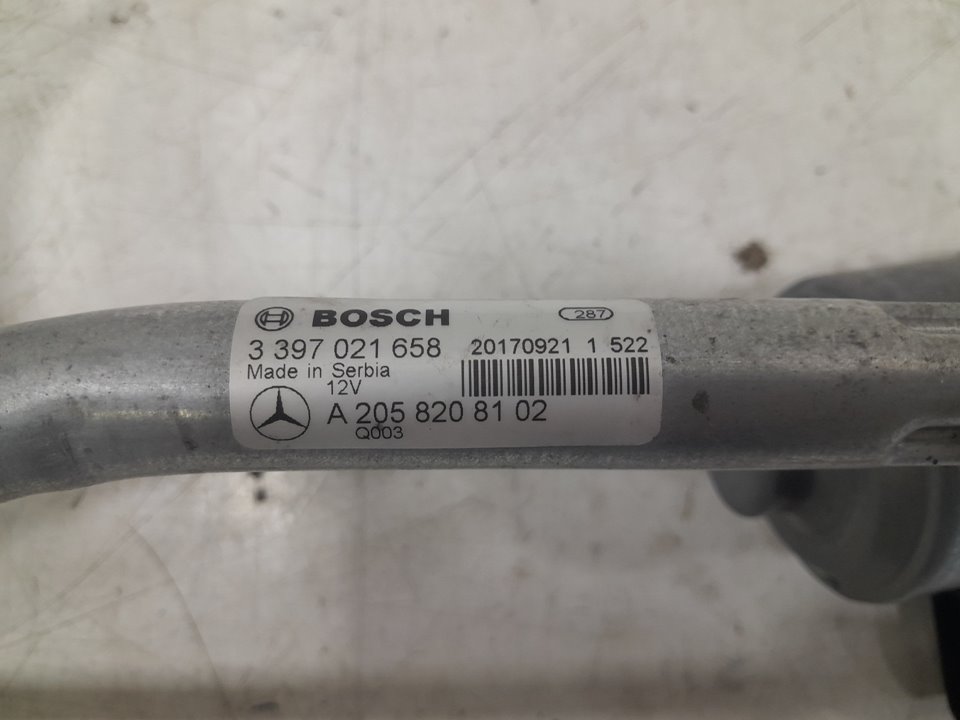 BOSCH 287
3 397 021 658 20170921 1 522
Made in Serbia
12V
A 205 820 81 02
Q003